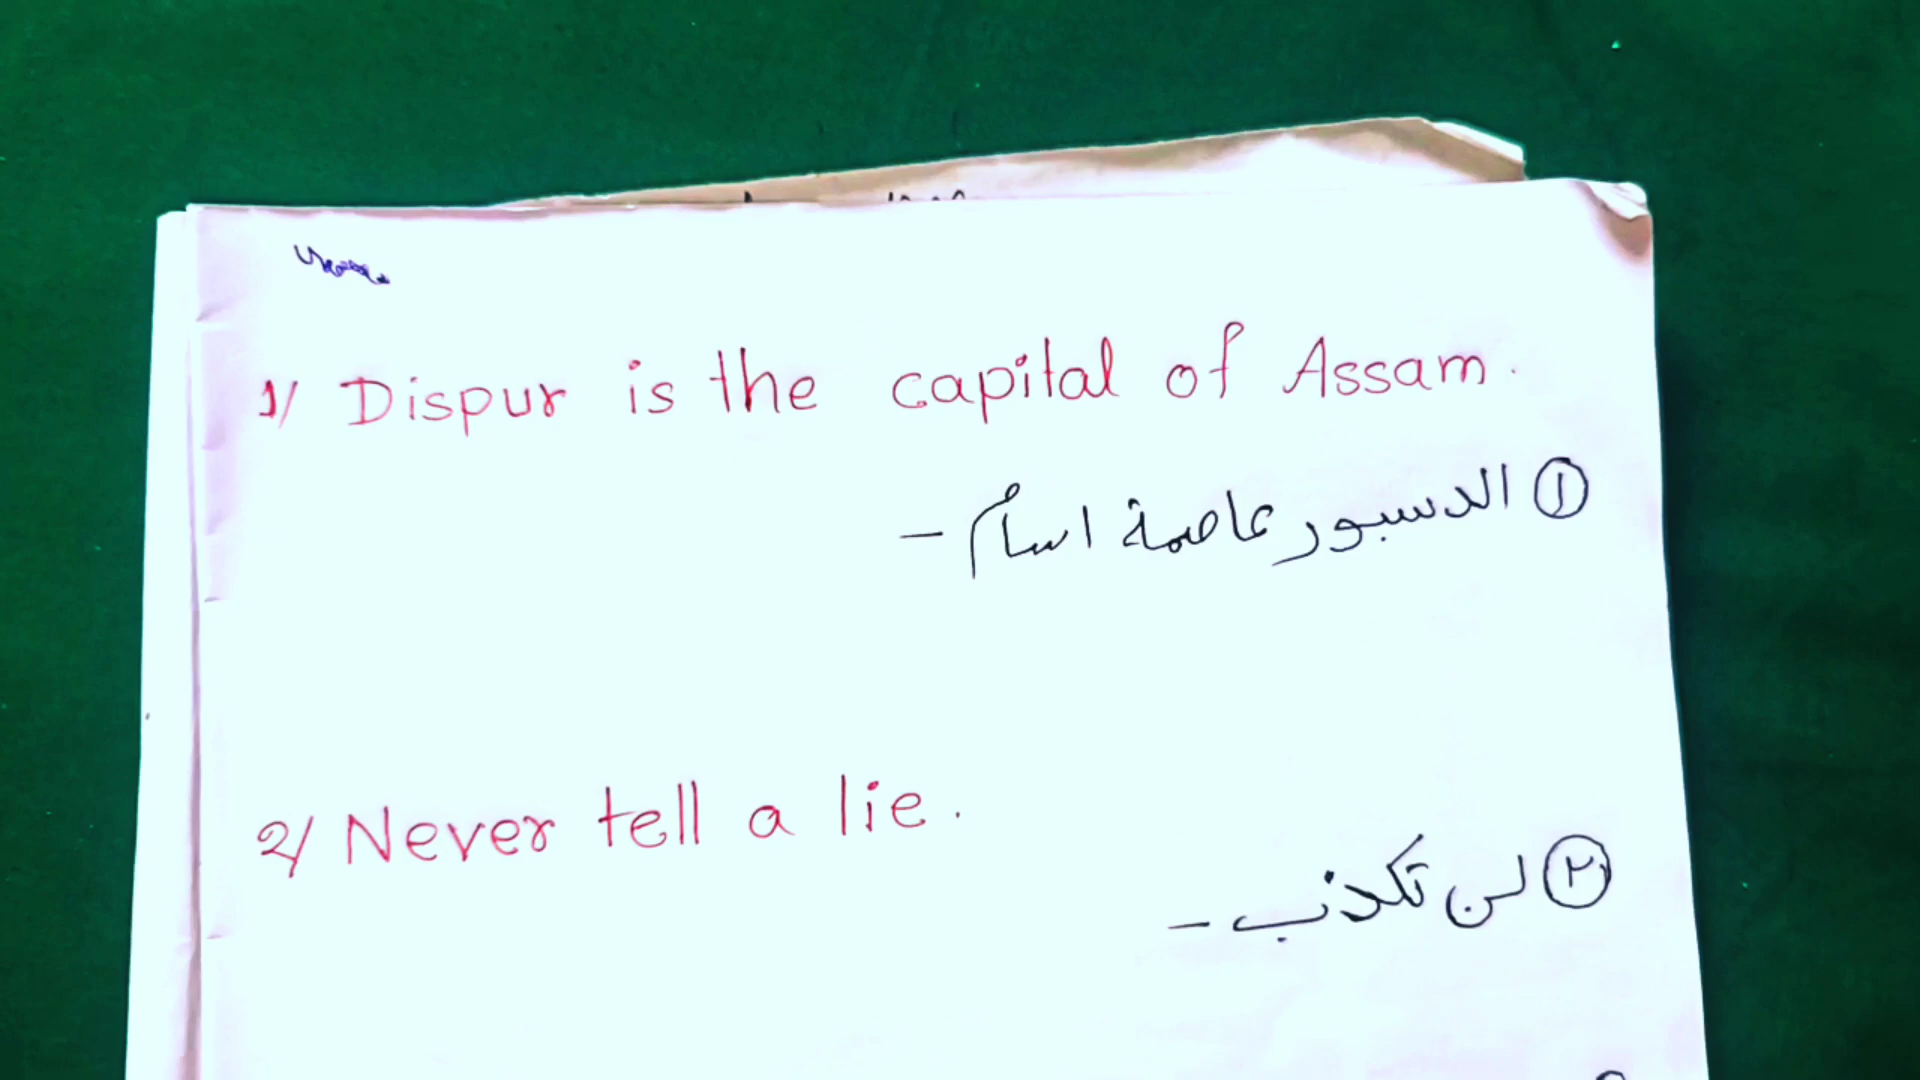 1/ Dispur is the capital of Assam.
① الدسبور عاصمة اسام -
2/ Never tell a lie.
② لن تكذب -